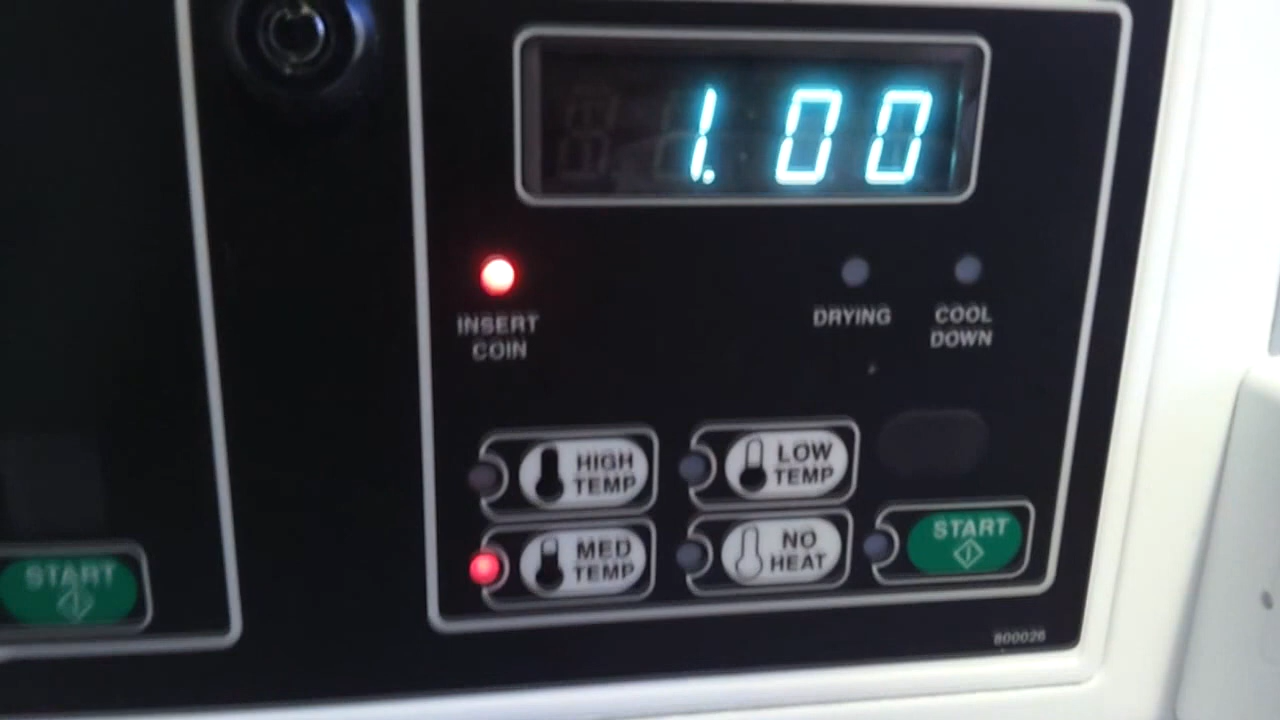 1.00
INSERT
COIN
DRYING
COOL
DOWN
HIGH
TEMP
LOW
TEMP
MED
TEMP
NO
HEAT
START
START
800026